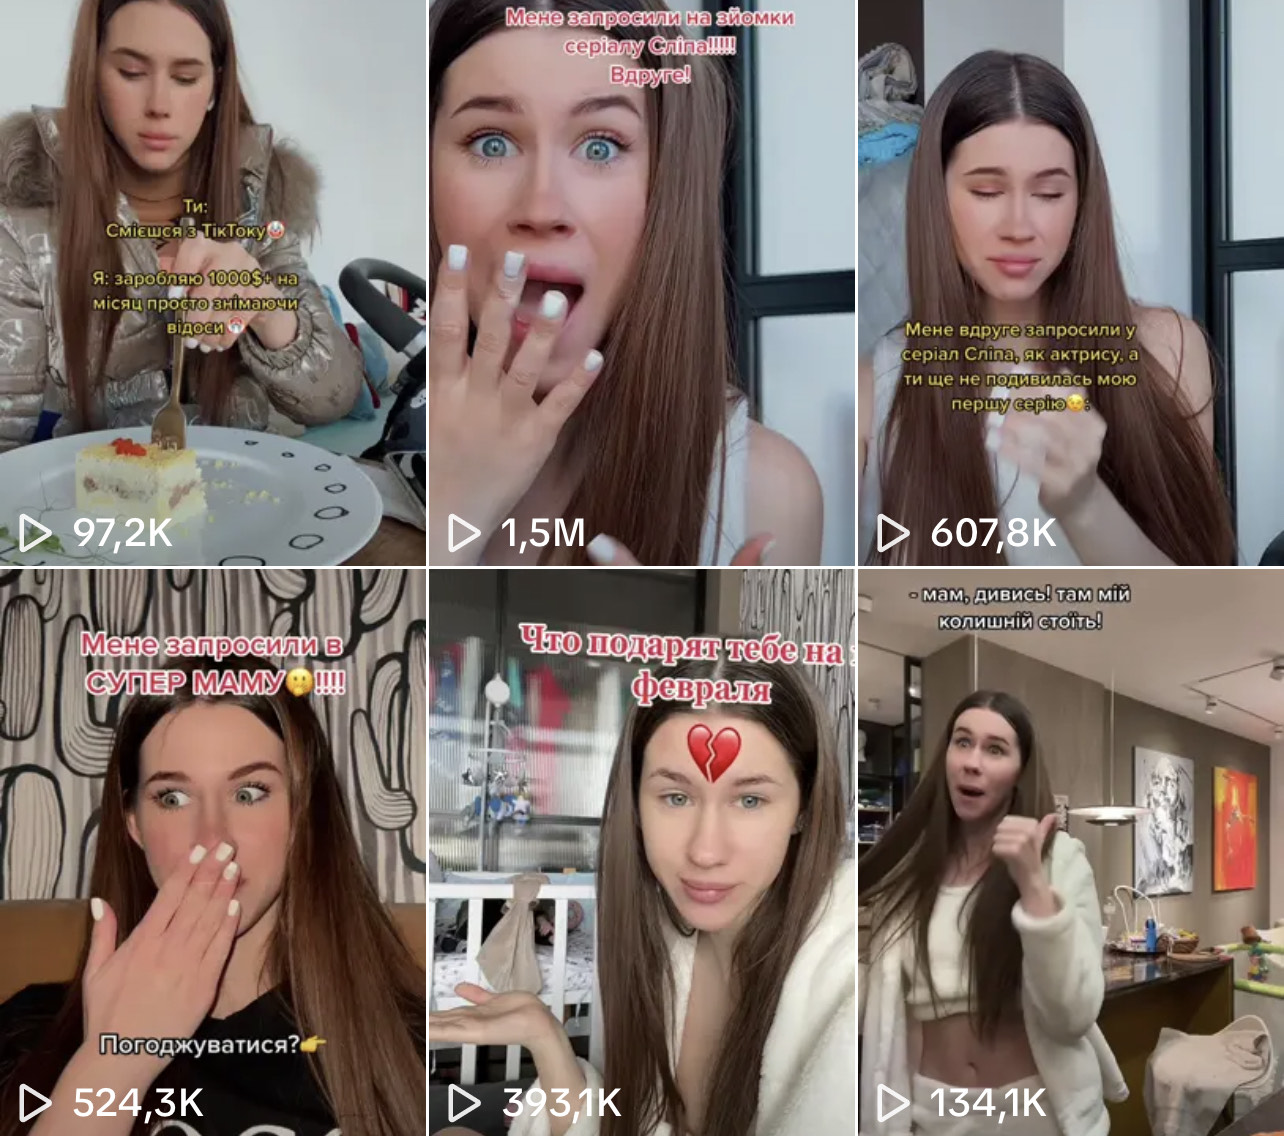 Ти:
Смієшся з ТікТоку🤡
Я: заробляю 1000$+ на
місяц просто знімаючи
відоси
97,2K
Мене запросили на зйомки
серіалу Сліпа!!!!!
Вдруге!
1,5M
Мене вдруге запросили у
серіал Сліпа, як актрису, а
ти ще не подивилась мою
першу серію😉:
607,8K
Мене запросили в
СУПЕР МАМУ🫢!!!!!
Погоджуватися?👉
524,3K
Что подарят тебе на
февраля
393,1K
- мам, дивись! там мій
колишній стоїть!
134,1K